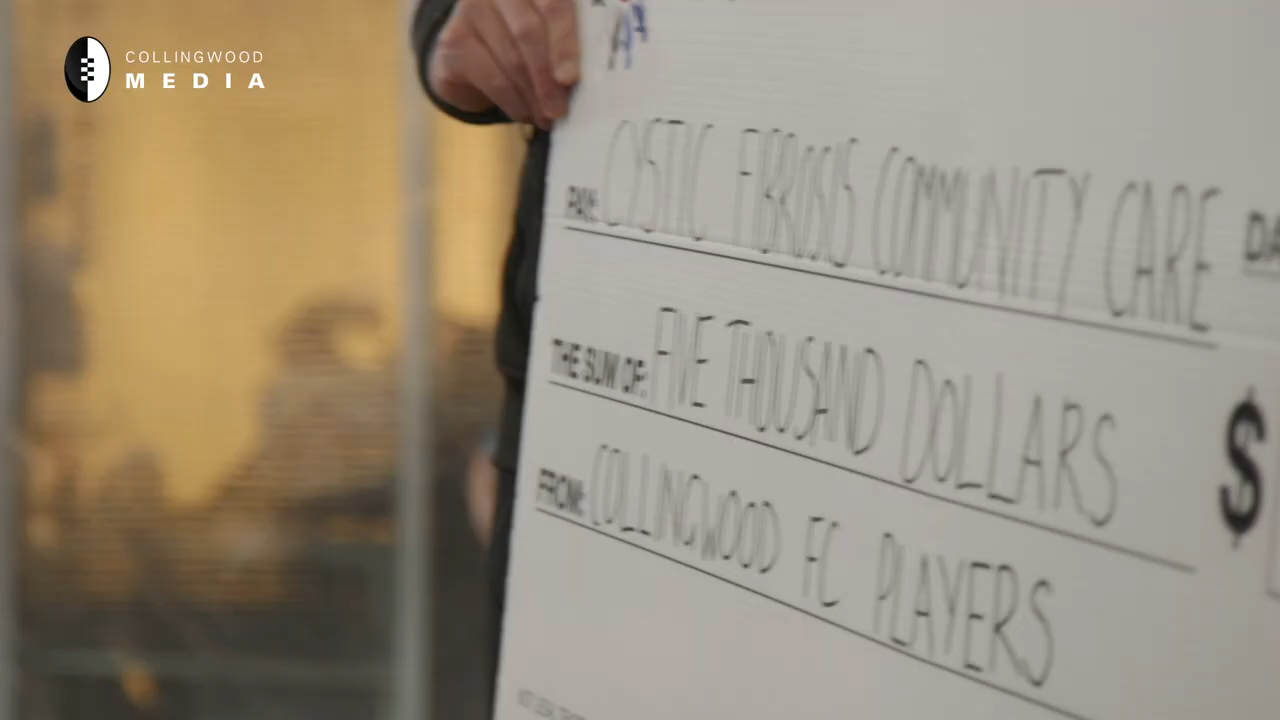 COLLINGWOOD
MEDIA
PAY: CYSTIC FIBROSIS COMMUNITY CARE
THE SUM OF: FIVE THOUSAND DOLLARS
$
FROM: COLLINGWOOD FC PLAYERS